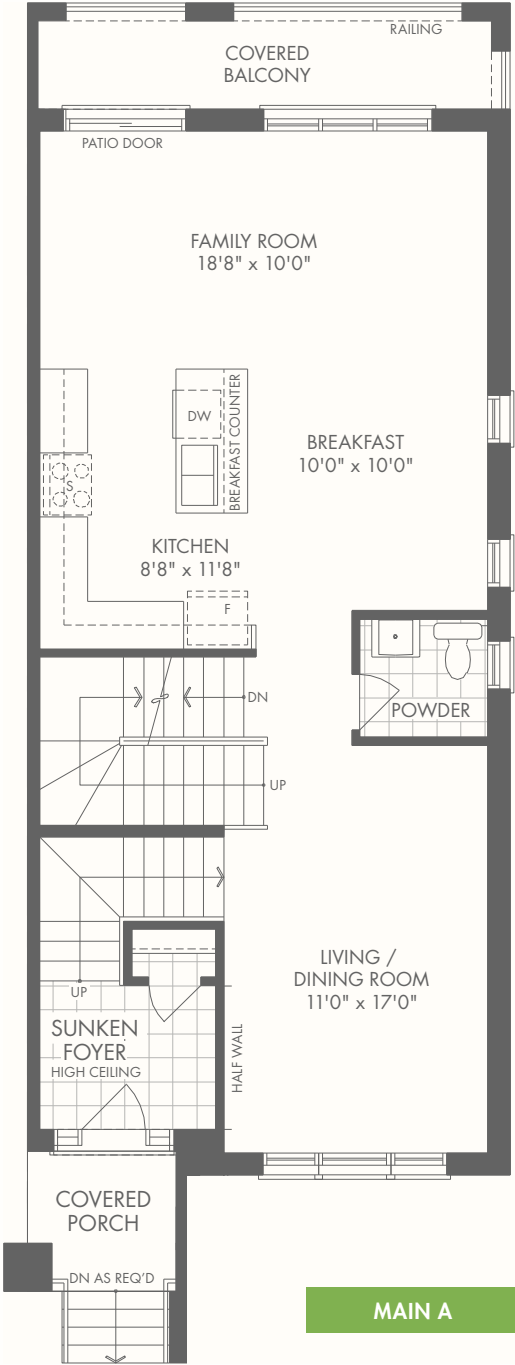 RAILING
COVERED
BALCONY
PATIO DOOR
FAMILY ROOM
18'8" x 10'0"
BREAKFAST COUNTER
DW
BREAKFAST
10'0" x 10'0"
S
KITCHEN
8'8" x 11'8"
F
DN
POWDER
UP
LIVING /
DINING ROOM
11'0" x 17'0"
UP
SUNKEN
FOYER
HIGH CEILING
HALF WALL
COVERED
PORCH
DN AS REQ'D
MAIN A